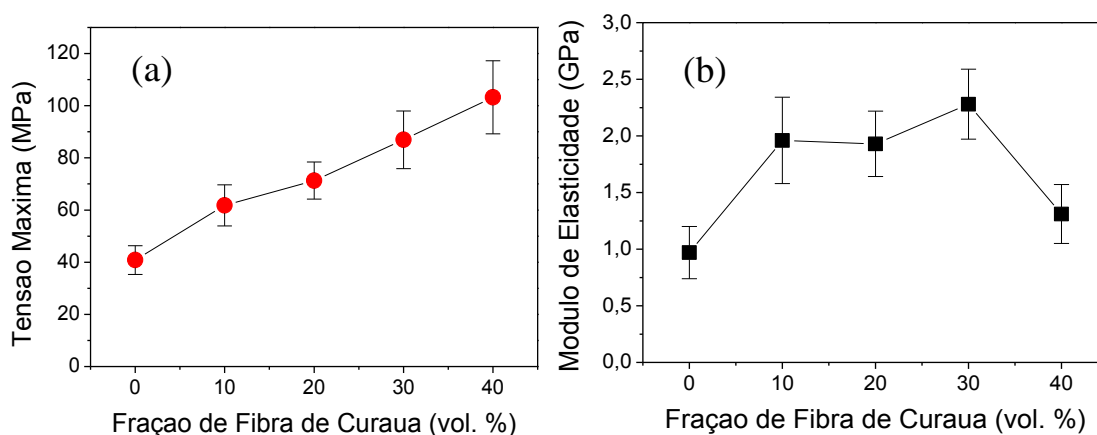 (a)
Tensao Maxima (MPa)
120
100
80
60
40
20
0
0 10 20 30 40
Fraçao de Fibra de Curaua (vol. %)
(b)
Modulo de Elasticidade (GPa)
3,0
2,5
2,0
1,5
1,0
0,5
0,0
0 10 20 30 40
Fraçao de Fibra de Curaua (vol. %)